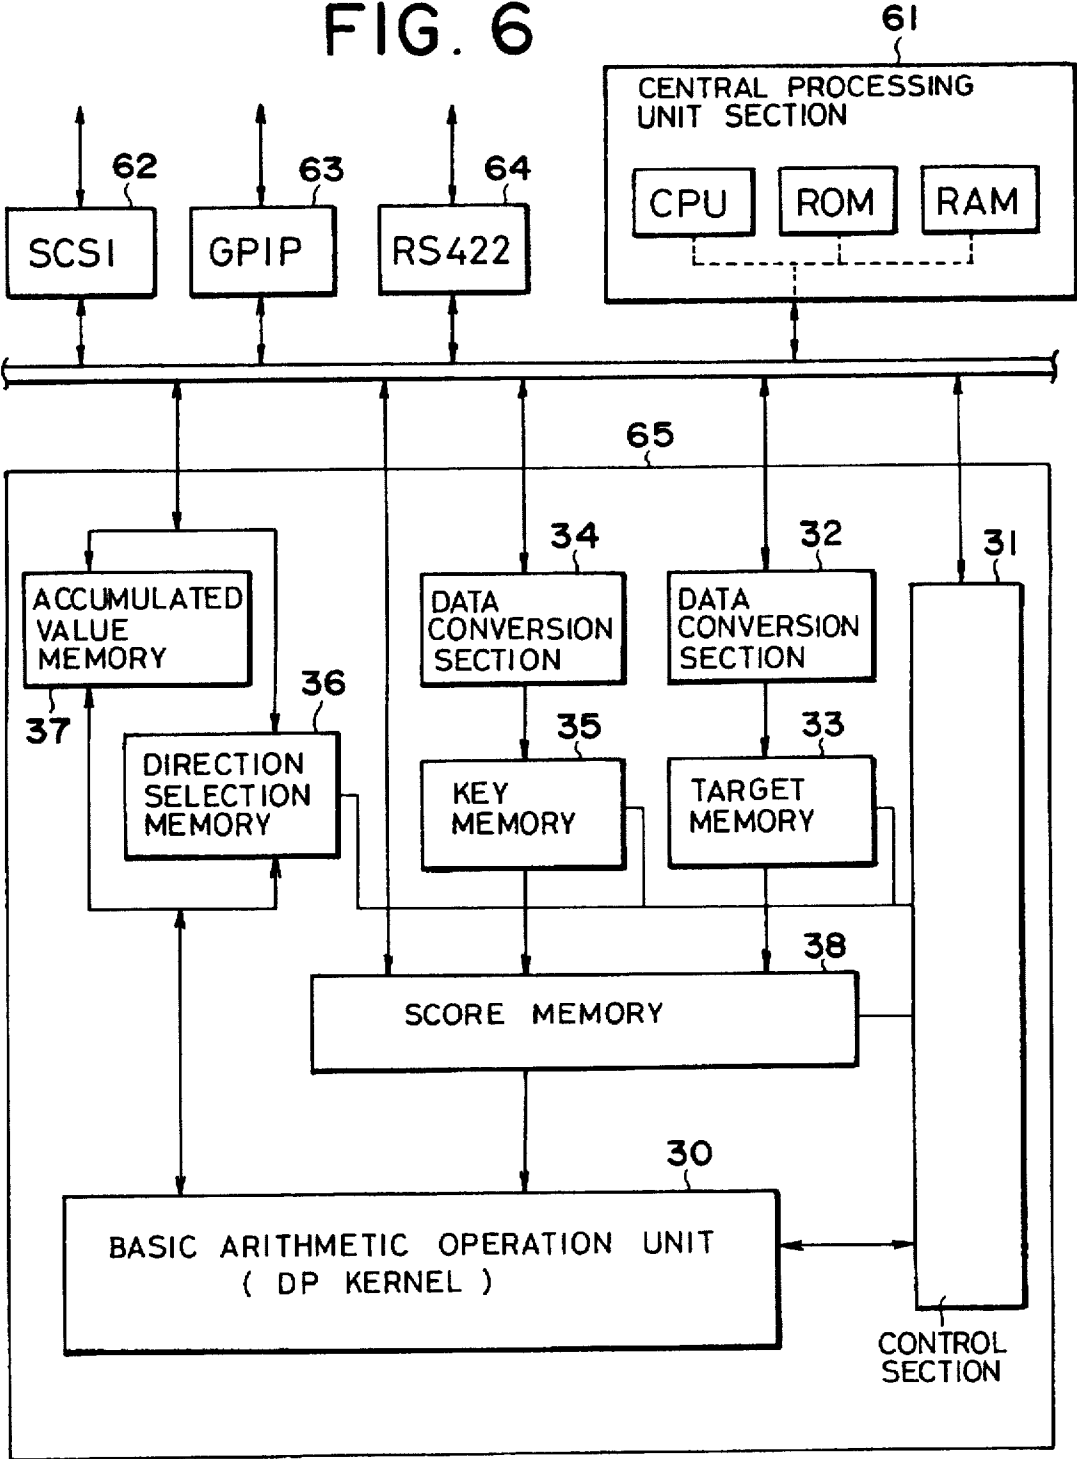 FIG. 6
61
CENTRAL PROCESSING
UNIT SECTION
CPU
ROM
RAM
62
63
64
SCSI
GPIP
RS422
65
34
32
31
ACCUMULATED
VALUE
MEMORY
37
DATA
CONVERSION
SECTION
DATA
CONVERSION
SECTION
36
35
33
DIRECTION
SELECTION
MEMORY
KEY
MEMORY
TARGET
MEMORY
38
SCORE MEMORY
30
BASIC ARITHMETIC OPERATION UNIT
( DP KERNEL )
CONTROL
SECTION